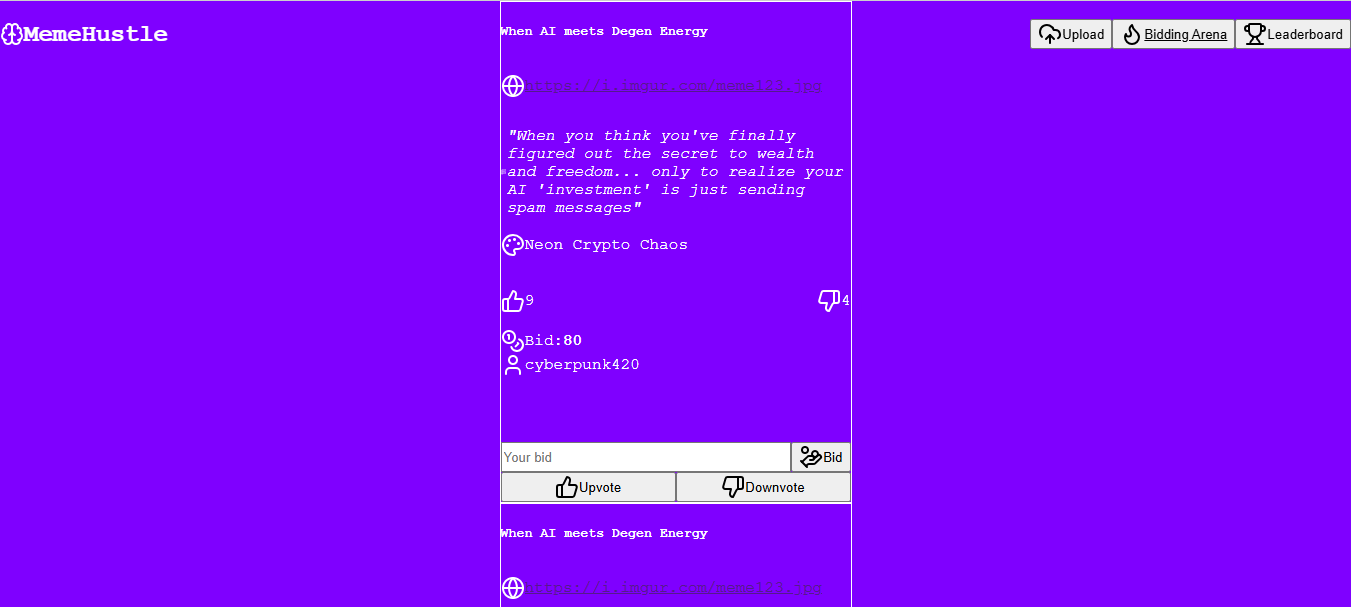 MemeHustle
Upload
Bidding Arena
Leaderboard
When AI meets Degen Energy
https://i.imgur.com/meme123.jpg
"When you think you've finally
figured out the secret to wealth
and freedom... only to realize your
AI 'investment' is just sending
spam messages"
Neon Crypto Chaos
9
4
Bid:80
cyberpunk420
Your bid
Bid
Upvote
Downvote
When AI meets Degen Energy
https://i.imgur.com/meme123.jpg